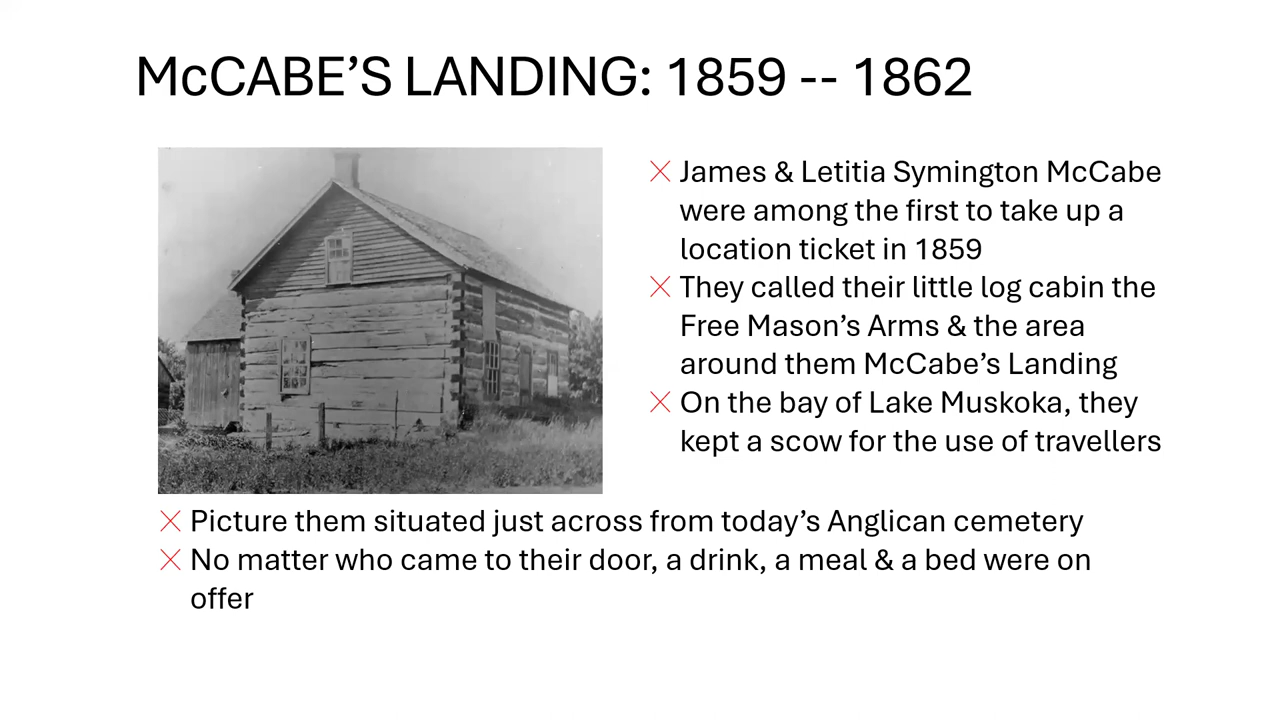 McCABE’S LANDING: 1859 -- 1862
James & Letitia Symington McCabe
were among the first to take up a
location ticket in 1859
They called their little log cabin the
Free Mason’s Arms & the area
around them McCabe’s Landing
On the bay of Lake Muskoka, they
kept a scow for the use of travellers
Picture them situated just across from today’s Anglican cemetery
No matter who came to their door, a drink, a meal & a bed were on
offer